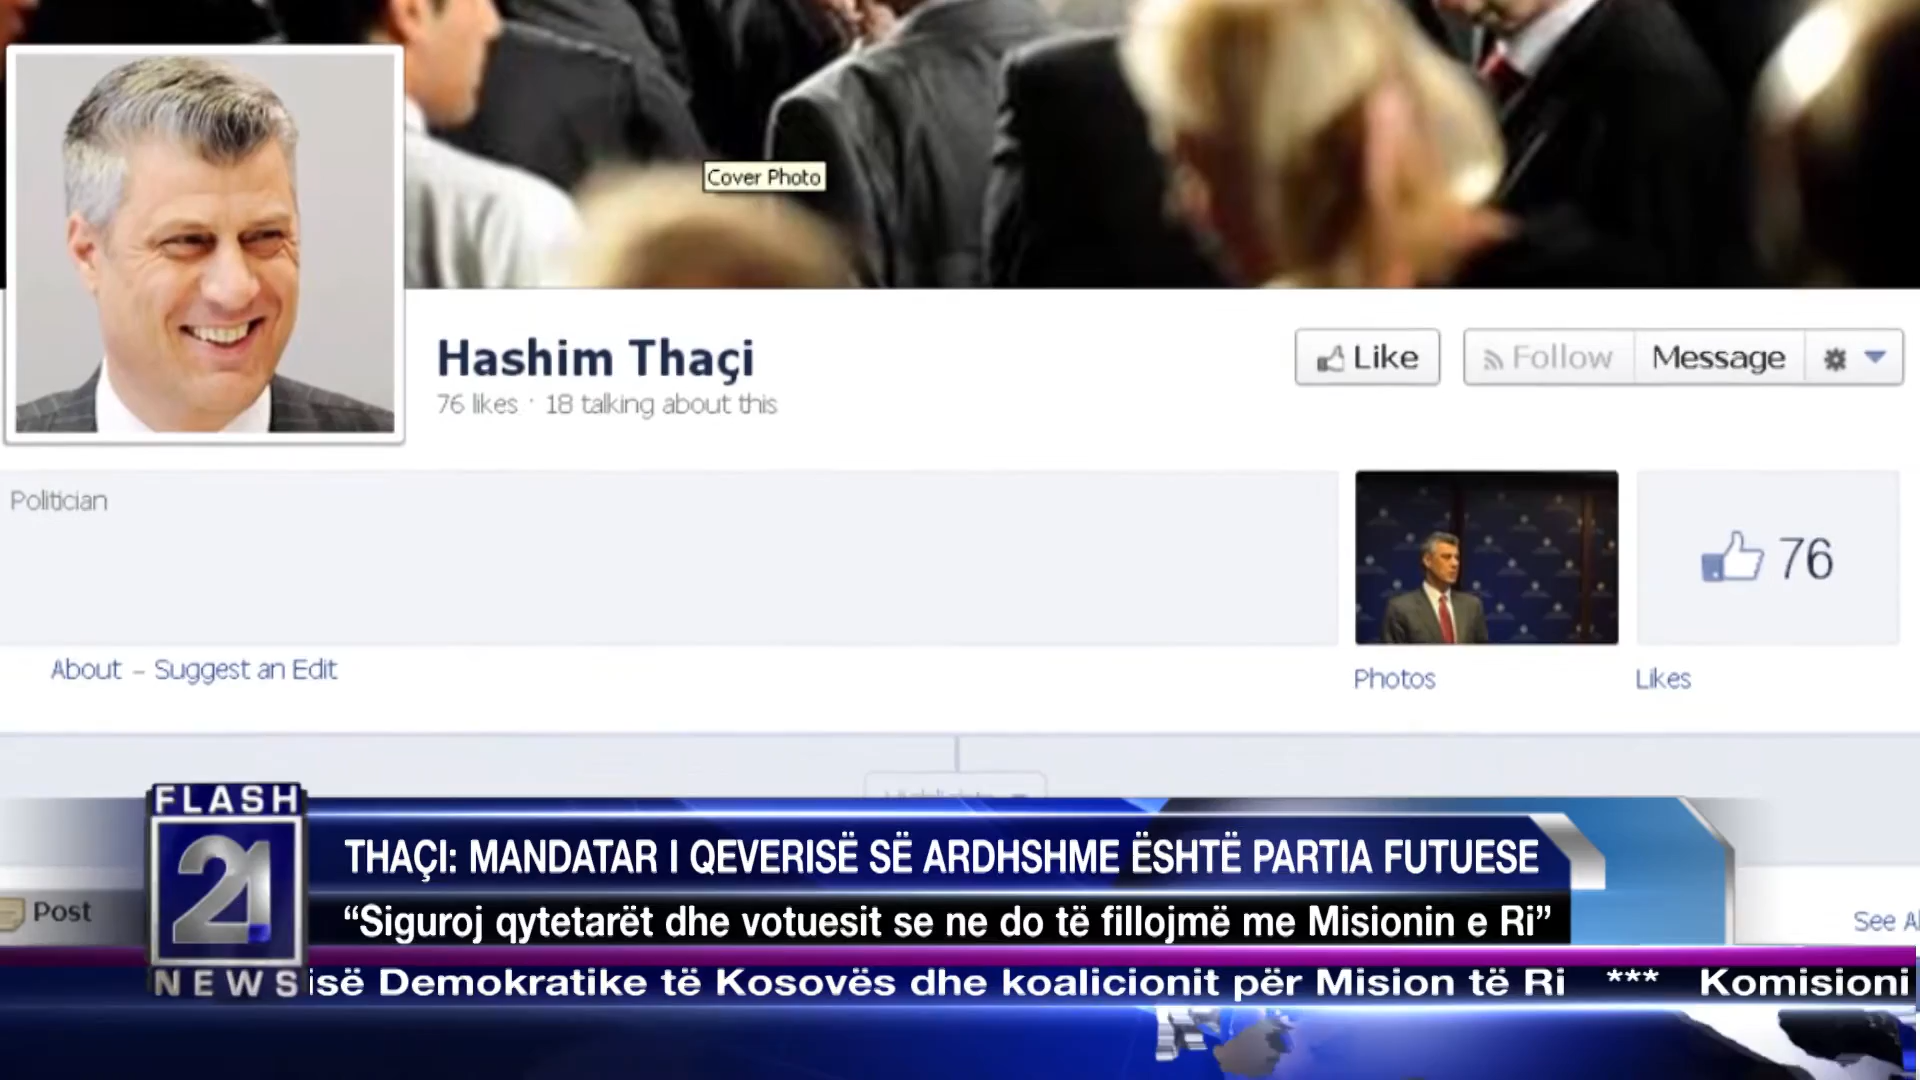 Cover Photo
Hashim Thaçi
76 likes · 18 talking about this
Like
Follow
Message
Politician
76
About – Suggest an Edit
Photos
Likes
Post
See Al
FLASH
21
NEWS
THAÇI: MANDATAR I QEVERISË SË ARDHSHME ËSHTË PARTIA FUTUESE
“Siguroj qytetarët dhe votuesit se ne do të fillojmë me Misionin e Ri”
isë Demokratike të Kosovës dhe koalicionit për Mision të Ri *** Komisioni